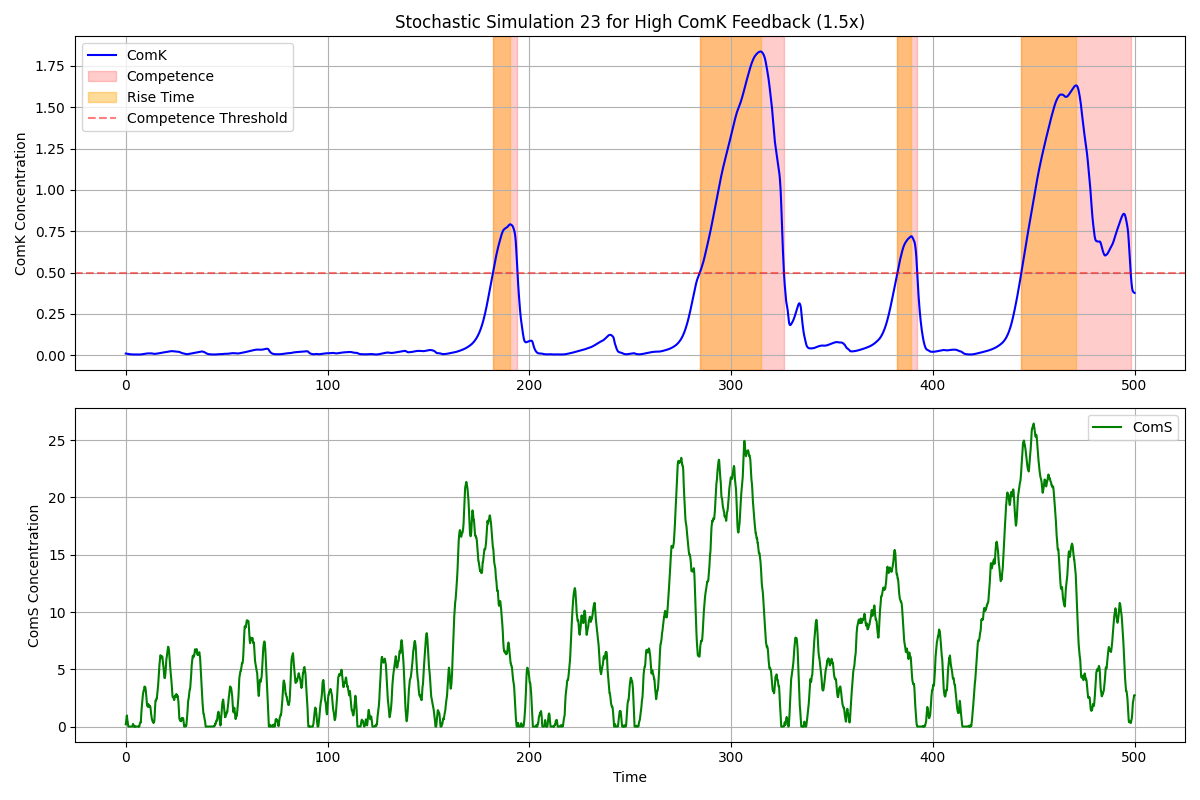 Stochastic Simulation 23 for High ComK Feedback (1.5x)
ComK
Competence
Rise Time
Competence Threshold
ComK Concentration
1.75
1.50
1.25
1.00
0.75
0.50
0.25
0.00
0 100 200 300 400 500
ComS
ComS Concentration
25
20
15
10
5
0
0 100 200 300 400 500
Time